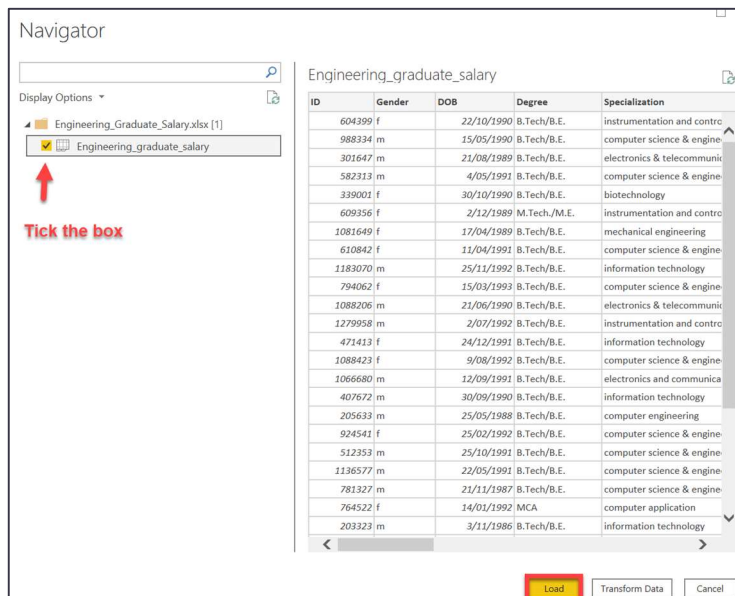 Navigator
Display Options
Engineering_Graduate_Salary.xlsx [1]
Engineering_graduate_salary
Tick the box
Engineering_graduate_salary
ID Gender DOB Degree Specialization
604399 f 22/10/1990 B.Tech/B.E. instrumentation and contro
988334 m 15/05/1990 B.Tech/B.E. computer science & engine
301647 m 21/08/1989 B.Tech/B.E. electronics & telecommunic
582313 m 4/05/1991 B.Tech/B.E. computer science & engine
339001 f 30/10/1990 B.Tech/B.E. biotechnology
609356 f 2/12/1989 M.Tech./M.E. instrumentation and contro
1081649 f 17/04/1989 B.Tech/B.E. mechanical engineering
610842 f 11/04/1991 B.Tech/B.E. computer science & engine
1183070 m 25/11/1992 B.Tech/B.E. information technology
794062 f 15/03/1993 B.Tech/B.E. computer science & engine
1088206 m 21/06/1990 B.Tech/B.E. electronics & telecommunic
1279958 m 2/07/1992 B.Tech/B.E. instrumentation and contro
471413 f 24/12/1991 B.Tech/B.E. information technology
1088423 f 9/08/1992 B.Tech/B.E. computer science & engine
1066680 m 12/09/1991 B.Tech/B.E. electronics and communica
407672 m 30/09/1990 B.Tech/B.E. information technology
205633 m 25/05/1988 B.Tech/B.E. computer engineering
924541 f 25/02/1992 B.Tech/B.E. computer science & engine
512353 m 25/10/1991 B.Tech/B.E. computer science & engine
1136577 m 22/05/1991 B.Tech/B.E. computer science & engine
781327 m 21/11/1987 B.Tech/B.E. computer science & engine
764522 f 14/01/1992 MCA computer application
203323 m 3/11/1986 B.Tech/B.E. information technology
Load Transform Data Cancel